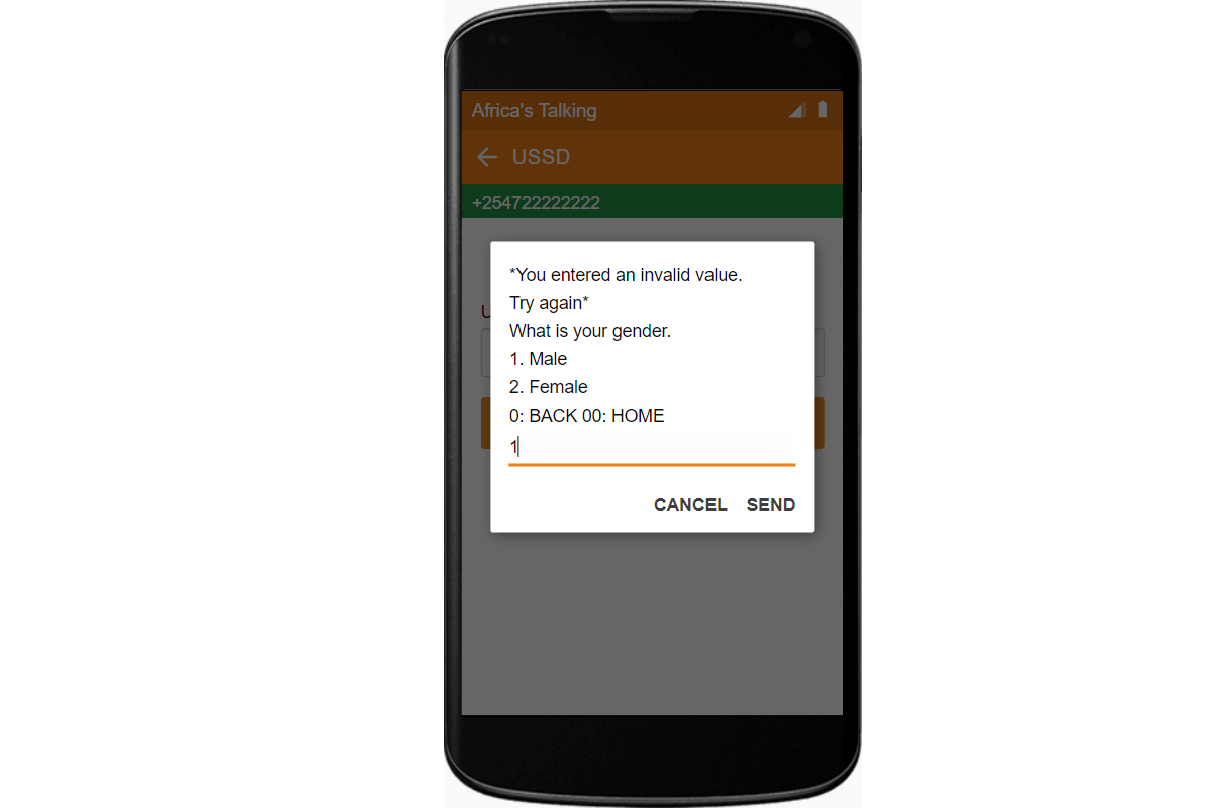 Africa's Talking
USSD
+254722222222
*You entered an invalid value.
Try again*
What is your gender.
1. Male
2. Female
0: BACK 00: HOME
1
CANCEL SEND